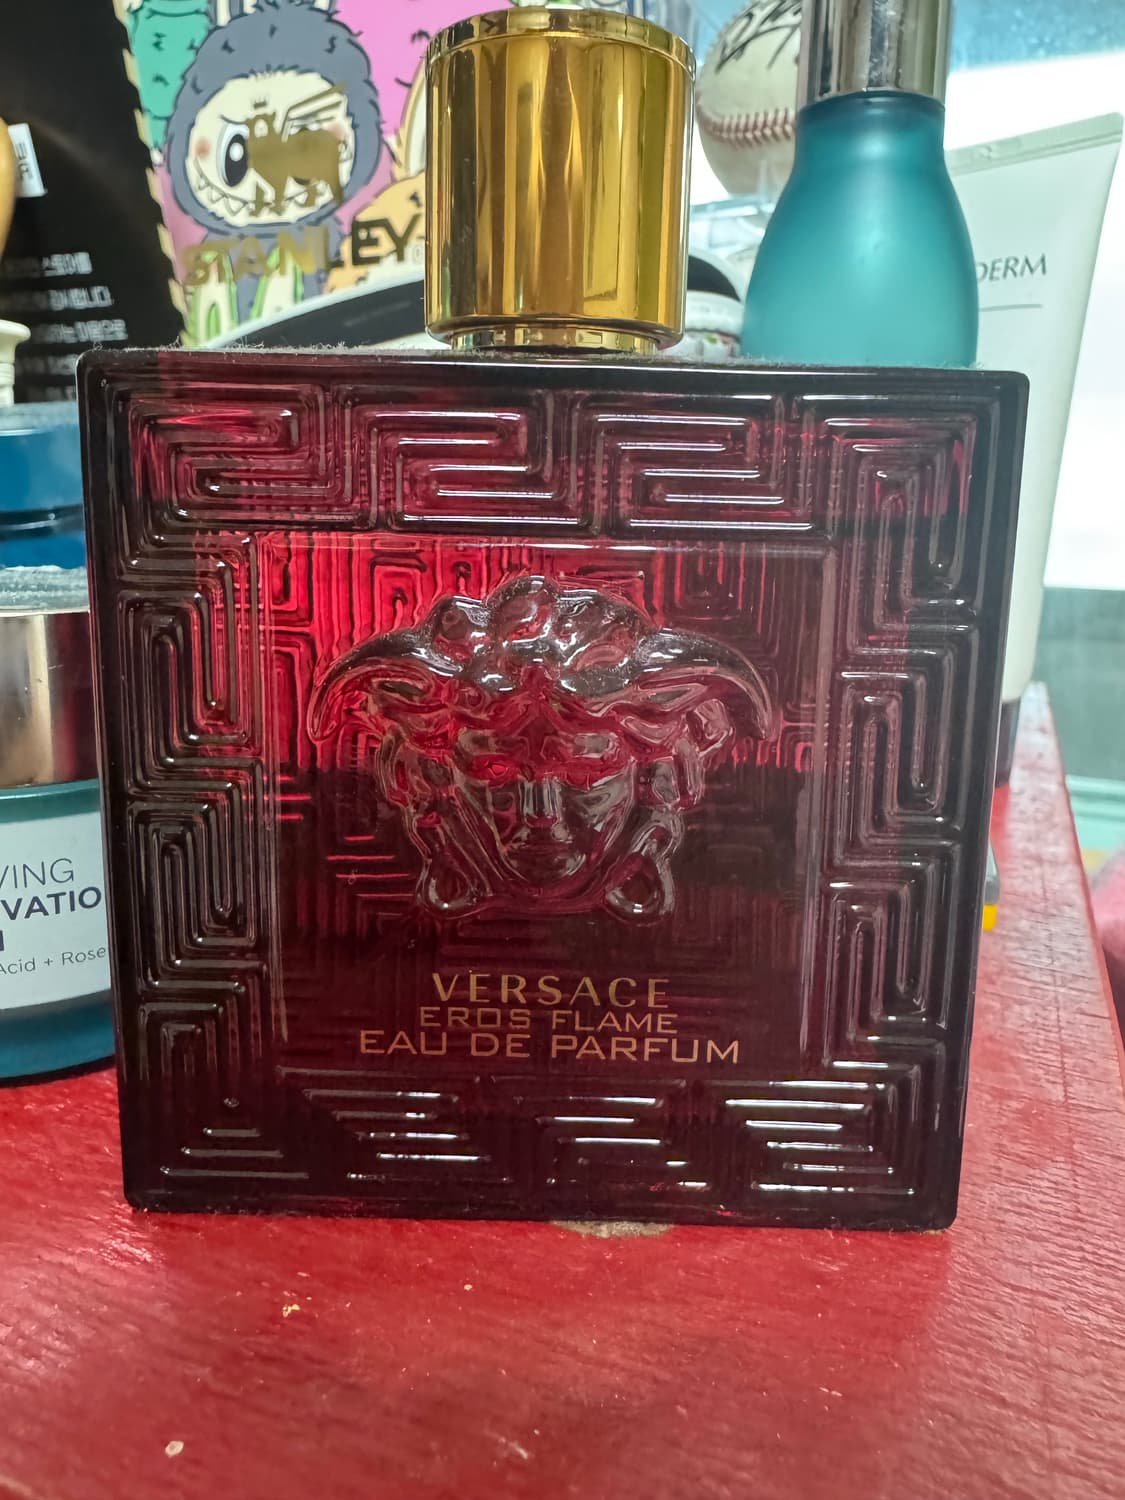 STANLEY
DERM
VING
VATIO
Acid + Rose
VERSACE
EROS FLAME
EAU DE PARFUM